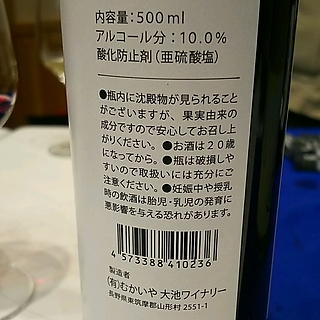 内容量：500ml
アルコール分：10.0%
酸化防止剤（亜硫酸塩）
●瓶内に沈殿物が見られること
がございますが、果実由来の
成分ですので安心してお召し上
がりください。●お酒は20歳
になってから。●瓶は破損しや
すいので取扱いには充分にご
注意ください。●妊娠中や授乳
時の飲酒は胎児・乳児の発育に
悪影響を与える恐れがあります。
4573388410236
製造者
(有)むかいや 大池ワイナリー
長野県東筑摩郡山形村2551-1